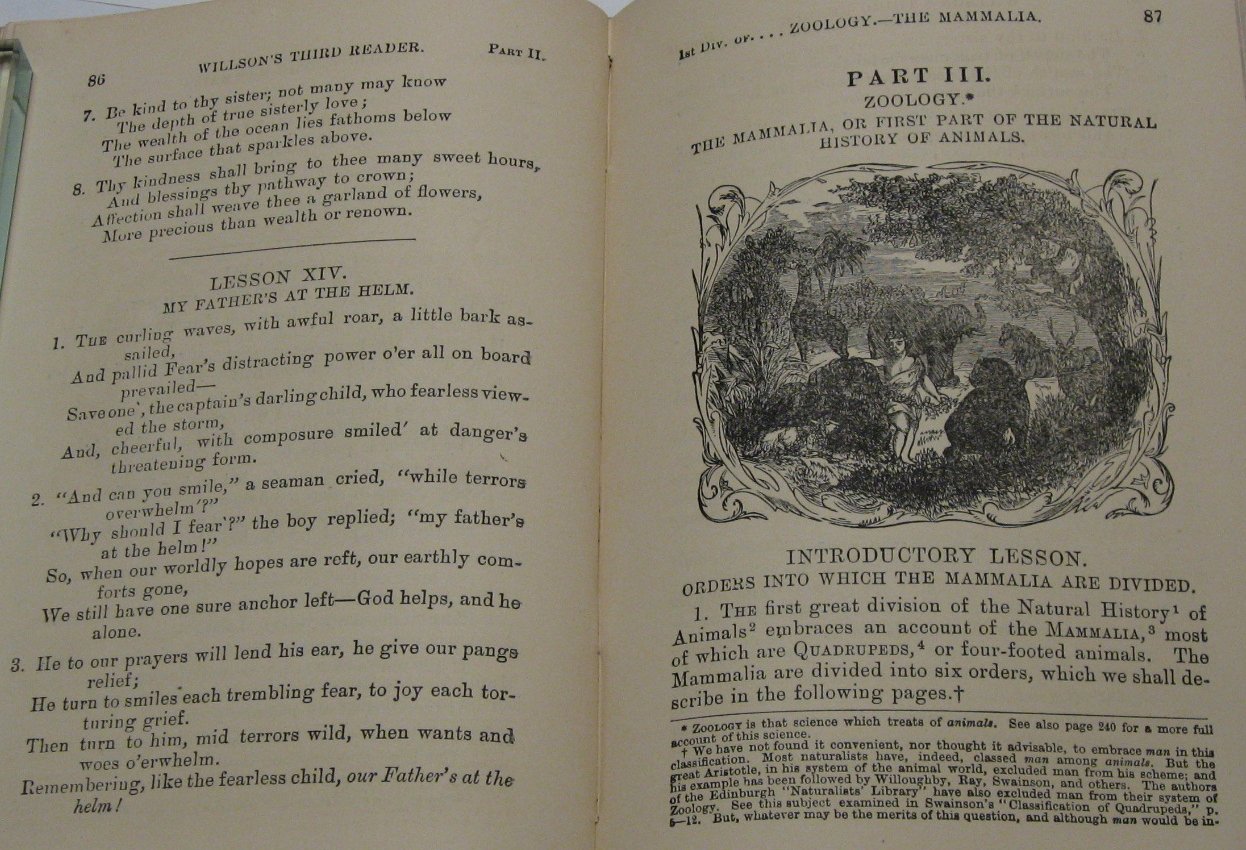 86 WILLSON'S THIRD READER. PART II.
7. Be kind to thy sister; not many may know
The depth of true sisterly love;
The wealth of the ocean lies fathoms below
The surface that sparkles above.
8. Thy kindness shall bring to thee many sweet hours,
And blessings thy pathway to crown;
Affection shall weave thee a garland of flowers,
More precious than wealth or renown.
LESSON XIV.
MY FATHER'S AT THE HELM.
1. THE curling waves, with awful roar, a little bark as-
sailed,
And pallid Fear's distracting power o'er all on board
prevailed—
Save one`, the captain's darling child, who fearless view-
ed the storm,
And, cheerful, with composure smiled´ at danger's
threatening form.
2. "And can you smile," a seaman cried, "while terrors
overwhelm´?"
"Why should I fear`?" the boy replied; "my father's
at the helm!"
So, when our worldly hopes are reft, our earthly com-
forts gone,
We still have one sure anchor left—God helps, and he
alone.
3. He to our prayers will lend his ear, he give our pangs
relief;
He turn to smiles each trembling fear, to joy each tor-
turing grief.
Then turn to him, mid terrors wild, when wants and
woes o'erwhelm.
Remembering, like the fearless child, our Father's at the
helm!
1st DIV. OF.... ZOOLOGY.—THE MAMMALIA. 87
PART III.
ZOOLOGY.*
THE MAMMALIA, OR FIRST PART OF THE NATURAL
HISTORY OF ANIMALS.
INTRODUCTORY LESSON.
ORDERS INTO WHICH THE MAMMALIA ARE DIVIDED.
1. THE first great division of the Natural History¹ of
Animals² embraces an account of the MAMMALIA,³ most
of which are QUADRUPEDS,⁴ or four-footed animals. The
Mammalia are divided into six orders, which we shall de-
scribe in the following pages.†
* ZOOLOGY is that science which treats of animals. See also page 240 for a more full
account of this science.
† We have not found it convenient, nor thought it advisable, to embrace man in this
classification. Most naturalists have, indeed, classed man among animals. But the
great Aristotle, in his system of the animal world, excluded man from his scheme; and
his example has been followed by Willoughby, Ray, Swainson, and others. The authors
of the Edinburgh "Naturalists' Library" have also excluded man from their system of
Zoology. See this subject examined in Swainson's "Classification of Quadrupeds," p.
5–12. But, whatever may be the merits of this question, and although man would be in-